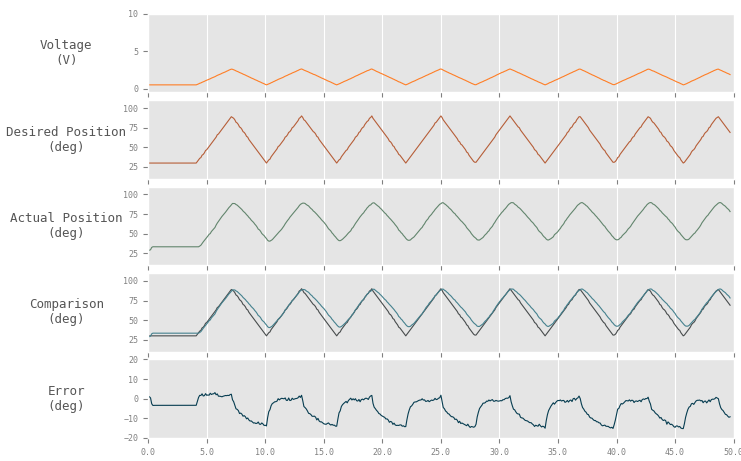 10
Voltage
(V)
5
0
100
Desired Position
(deg)
75
50
25
100
Actual Position
(deg)
75
50
25
100
Comparison
(deg)
75
50
25
20
10
Error
(deg)
0
−10
−20
0.0 5.0 10.0 15.0 20.0 25.0 30.0 35.0 40.0 45.0 50.0